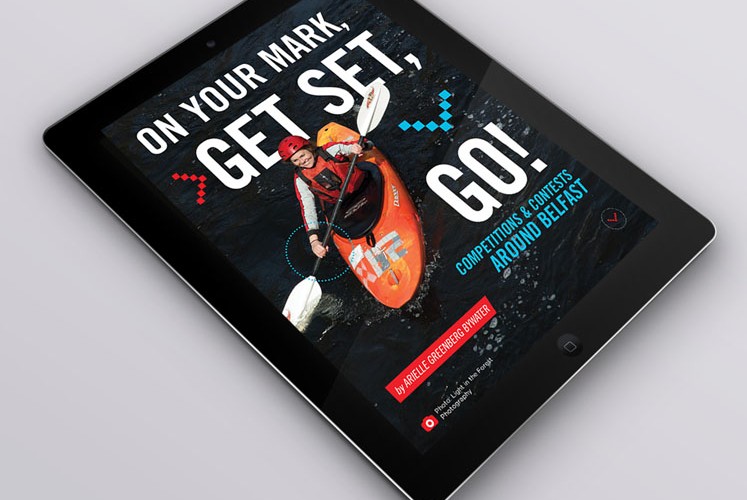 ON YOUR MARK,
GET SET,
GO!
COMPETITIONS & CONTESTS
AROUND BELFAST
by ARIELLE GREENBERG BYWATER
Photo: Light in the Forest
Photography